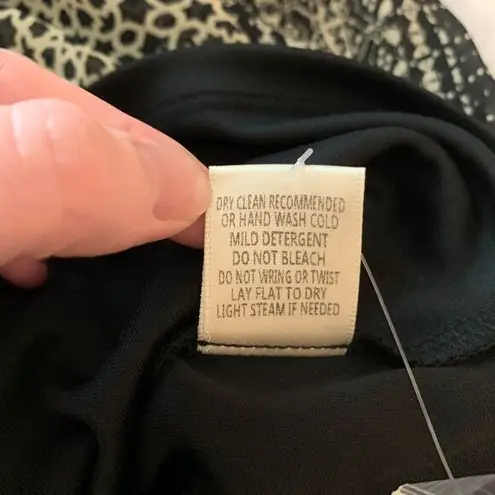 DRY CLEAN RECOMMENDED
OR HAND WASH COLD
MILD DETERGENT
DO NOT BLEACH
DO NOT WRING OR TWIST
LAY FLAT TO DRY
LIGHT STEAM IF NEEDED